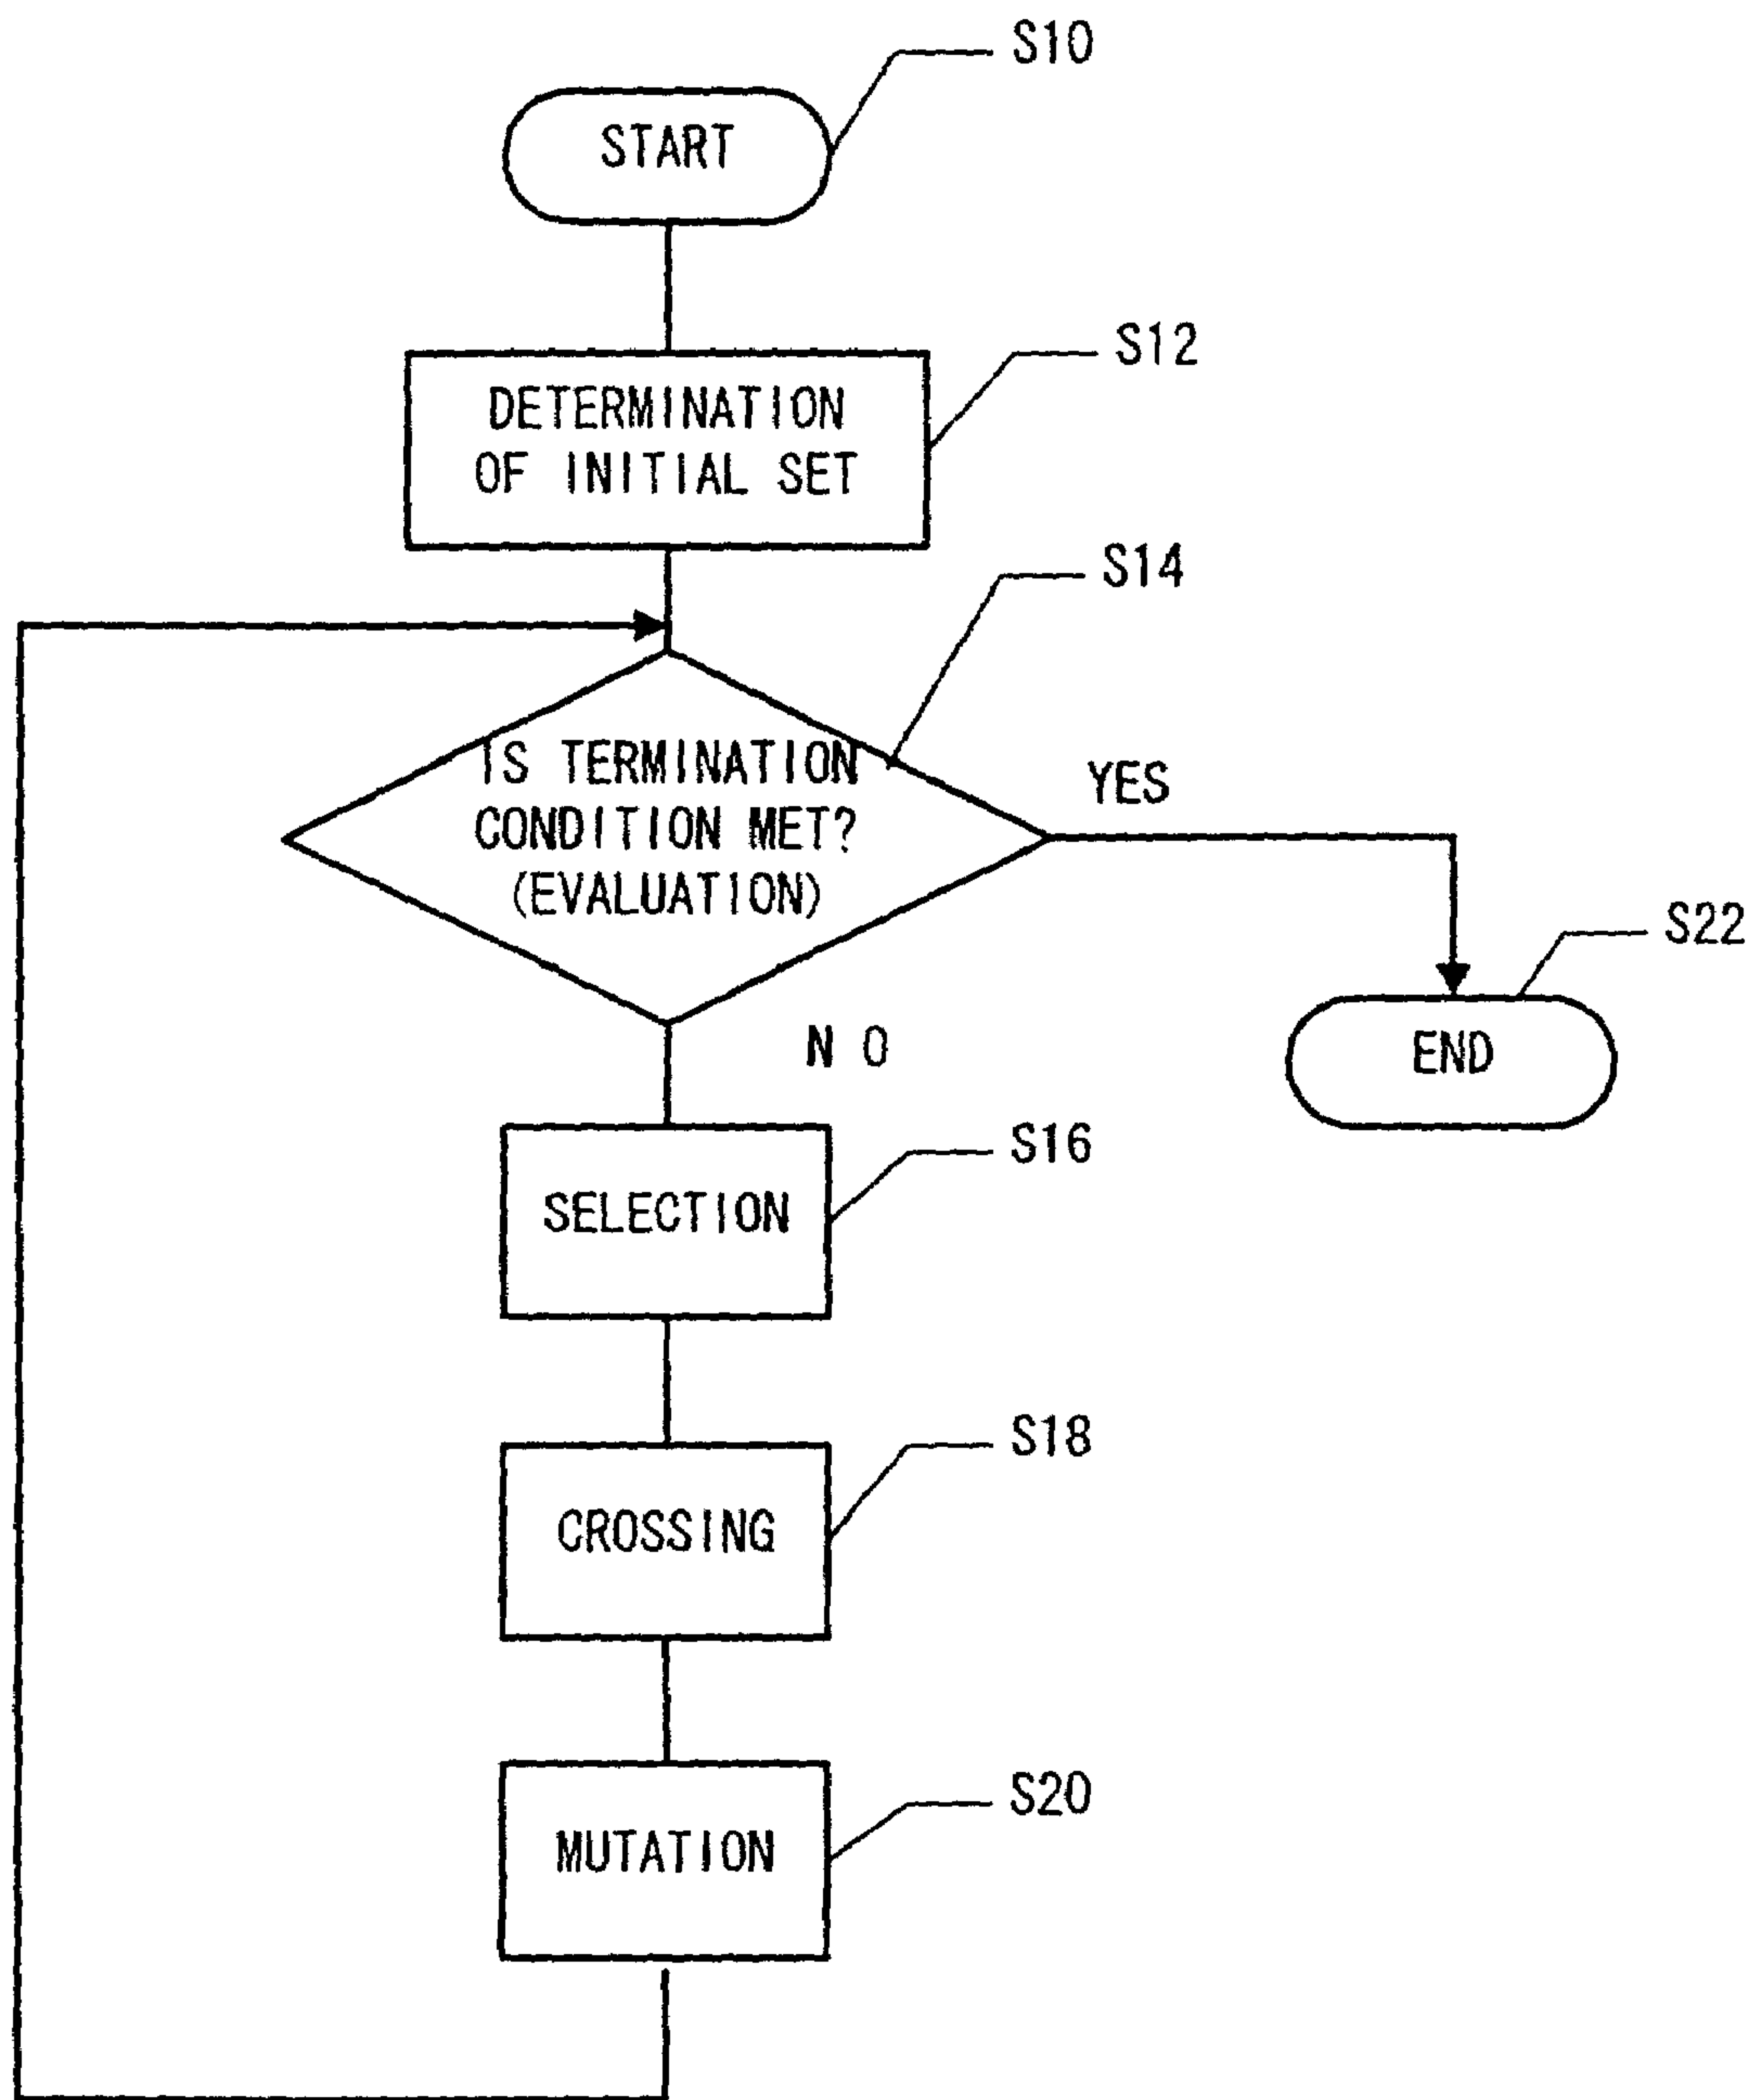 S10
START
S12
DETERMINATION
OF INITIAL SET
S14
IS TERMINATION
CONDITION MET?
(EVALUATION)
YES
S22
END
N O
S16
SELECTION
S18
CROSSING
S20
MUTATION